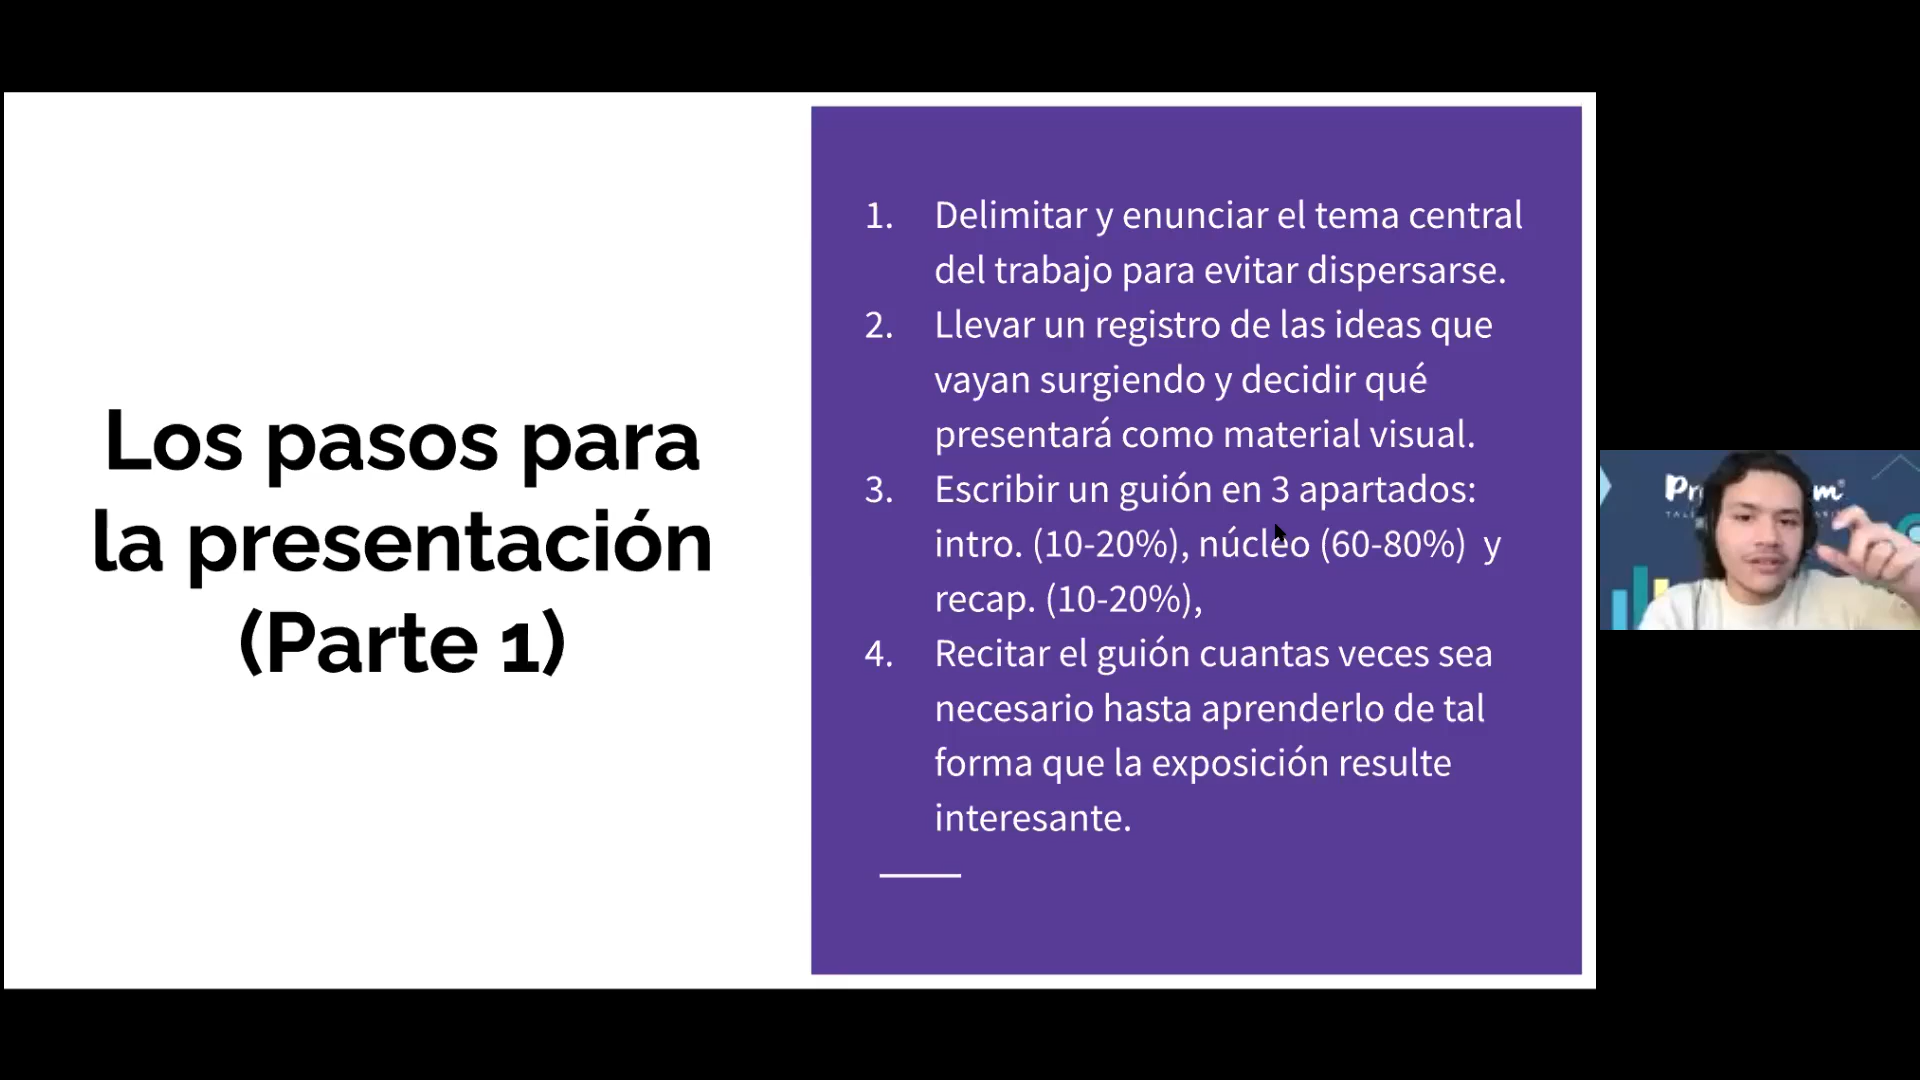 Los pasos para
la presentación
(Parte 1)
1. Delimitar y enunciar el tema central
del trabajo para evitar dispersarse.
2. Llevar un registro de las ideas que
vayan surgiendo y decidir qué
presentará como material visual.
3. Escribir un guión en 3 apartados:
intro. (10-20%), núcleo (60-80%) y
recap. (10-20%),
4. Recitar el guión cuantas veces sea
necesario hasta aprenderlo de tal
forma que la exposición resulte
interesante.